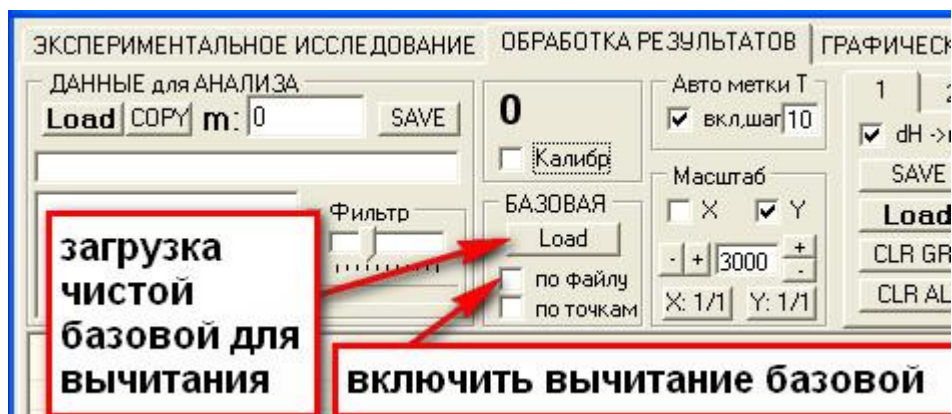 ЭКСПЕРИМЕНТАЛЬНОЕ ИССЛЕДОВАНИЕ ОБРАБОТКА РЕЗУЛЬТАТОВ ГРАФИЧЕСК
ДАННЫЕ для АНАЛИЗА
Load COPY m: 0 SAVE
Фильтр
0
Калибр
БАЗОВАЯ
Load
по файлу
по точкам
Авто метки Т
вкл,шаг 10
Масштаб
X Y
- + 3000 + -
X: 1/1 Y: 1/1
1
dH ->
SAVE
Load
CLR GR
CLR AL
загрузка
чистой
базовой для
вычитания
включить вычитание базовой